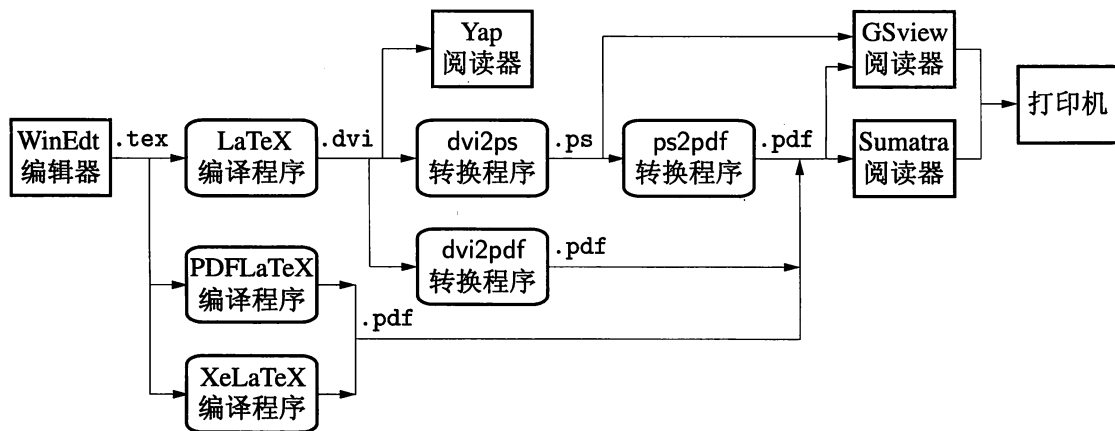 Yap
阅读器
GSview
阅读器
打印机
WinEdt
编辑器
.tex
LaTeX
编译程序
.dvi
dvi2ps
转换程序
.ps
ps2pdf
转换程序
.pdf
Sumatra
阅读器
dvi2pdf
转换程序
.pdf
PDFLaTeX
编译程序
.pdf
XeLaTeX
编译程序